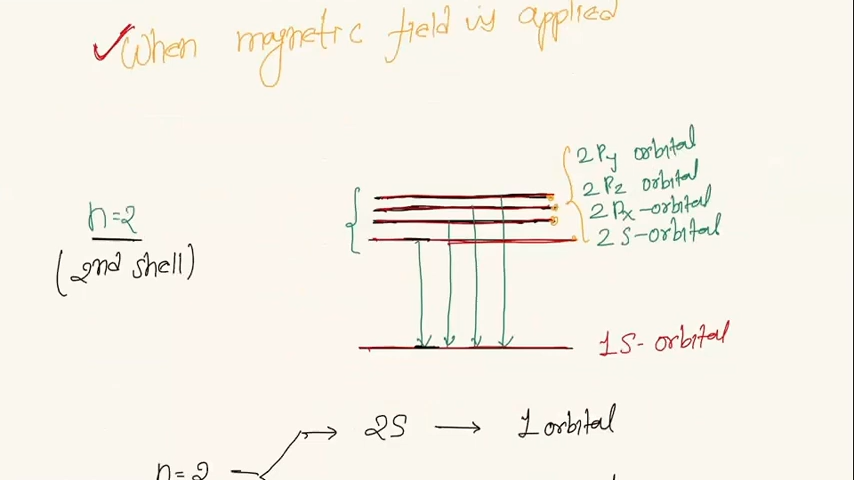 When magnetic field is applied
2Py orbital
2Pz orbital
2Px-orbital
2S-orbital
n=2
(2nd shell)
1S-orbital
2S → 1 orbital
n=2